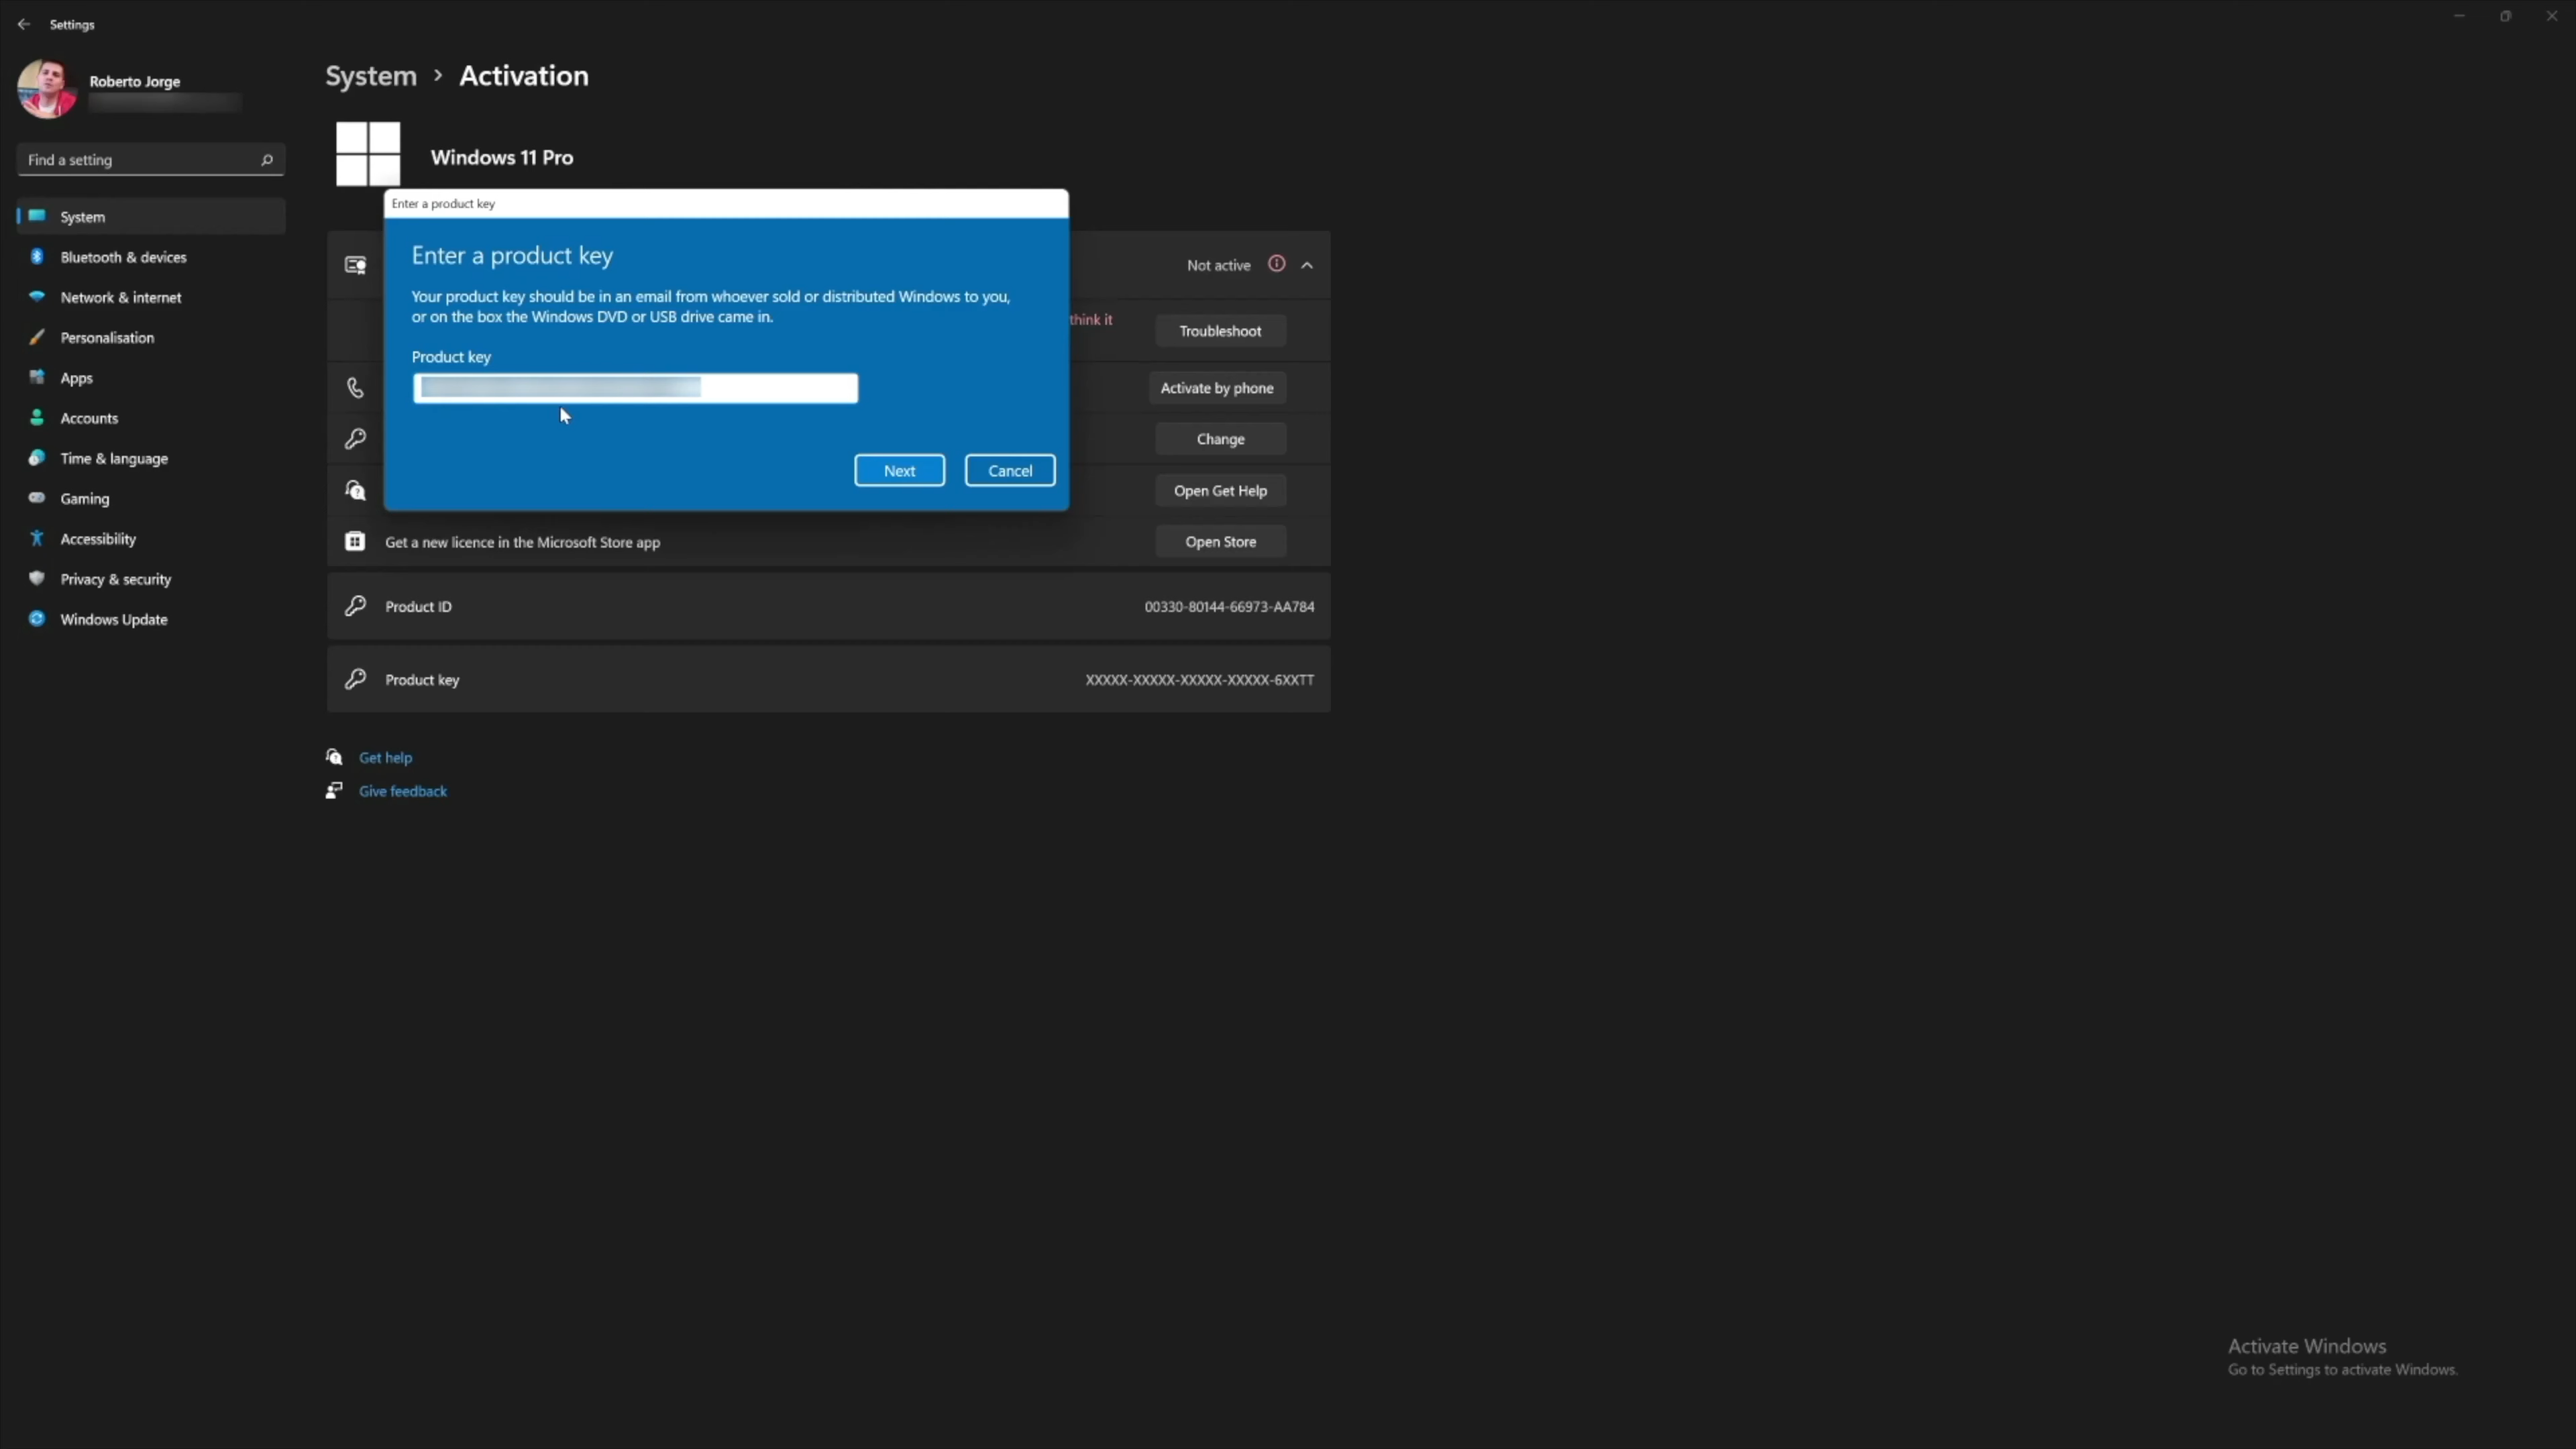 Settings
Roberto Jorge
Find a setting
System
Bluetooth & devices
Network & internet
Personalisation
Apps
Accounts
Time & language
Gaming
Accessibility
Privacy & security
Windows Update
System > Activation
Windows 11 Pro
Enter a product key
Enter a product key
Your product key should be in an email from whoever sold or distributed Windows to you,
or on the box the Windows DVD or USB drive came in.
Product key
Next Cancel
Not active
think it
Troubleshoot
Activate by phone
Change
Open Get Help
Get a new licence in the Microsoft Store app Open Store
Product ID 00330-80144-66973-AA784
Product key XXXXX-XXXXX-XXXXX-XXXXX-6XXTT
Get help
Give feedback
Activate Windows
Go to Settings to activate Windows.